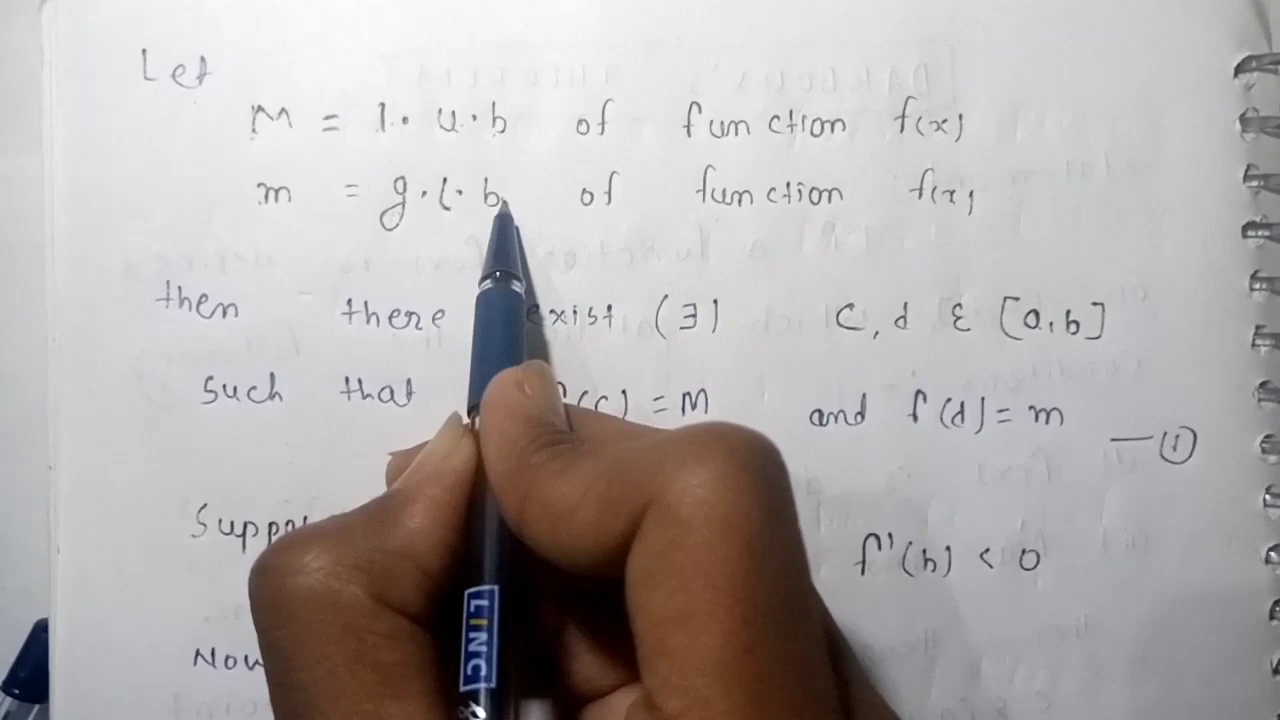 Let
M = l.u.b of function f(x)
m = g.l.b of function f(x)
then there exist (∃) C, d ε [a,b]
such that f(c) = M and f(d) = m —①
f'(b) < 0
Now
LINC